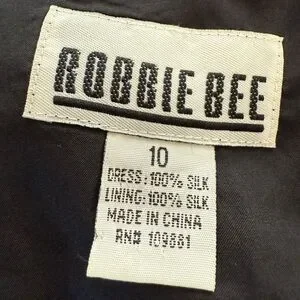 ROBBIE BEE
10
DRESS: 100% SILK
LINING: 100% SILK
MADE IN CHINA
RN# 109881